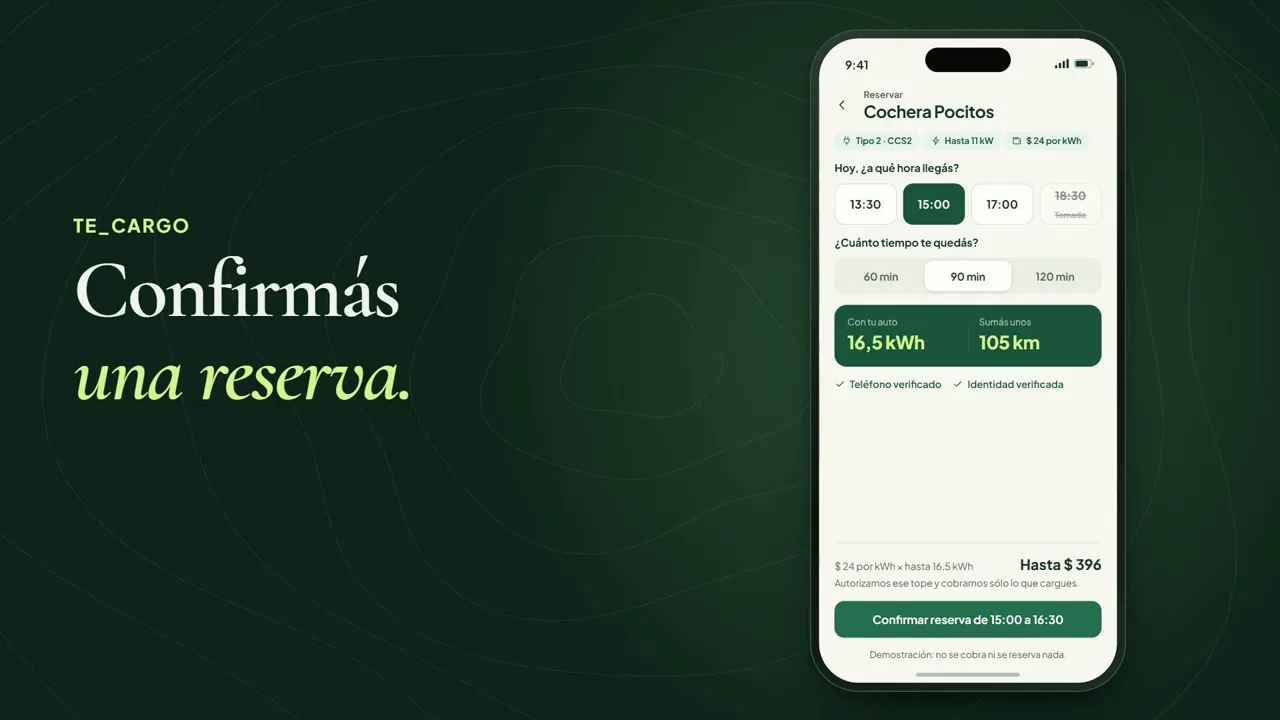 TE_CARGO
Confirmás
una reserva.
9:41
Reservar
Cochera Pocitos
Tipo 2 · CCS2
Hasta 11 kW
$ 24 por kWh
Hoy, ¿a qué hora llegás?
13:30
15:00
17:00
18:30
Tomado
¿Cuánto tiempo te quedás?
60 min
90 min
120 min
Con tu auto
16,5 kWh
Sumás unos
105 km
Teléfono verificado
Identidad verificada
$ 24 por kWh × hasta 16,5 kWh
Hasta $ 396
Autorizamos ese tope y cobramos sólo lo que cargues.
Confirmar reserva de 15:00 a 16:30
Demostración: no se cobra ni se reserva nada.